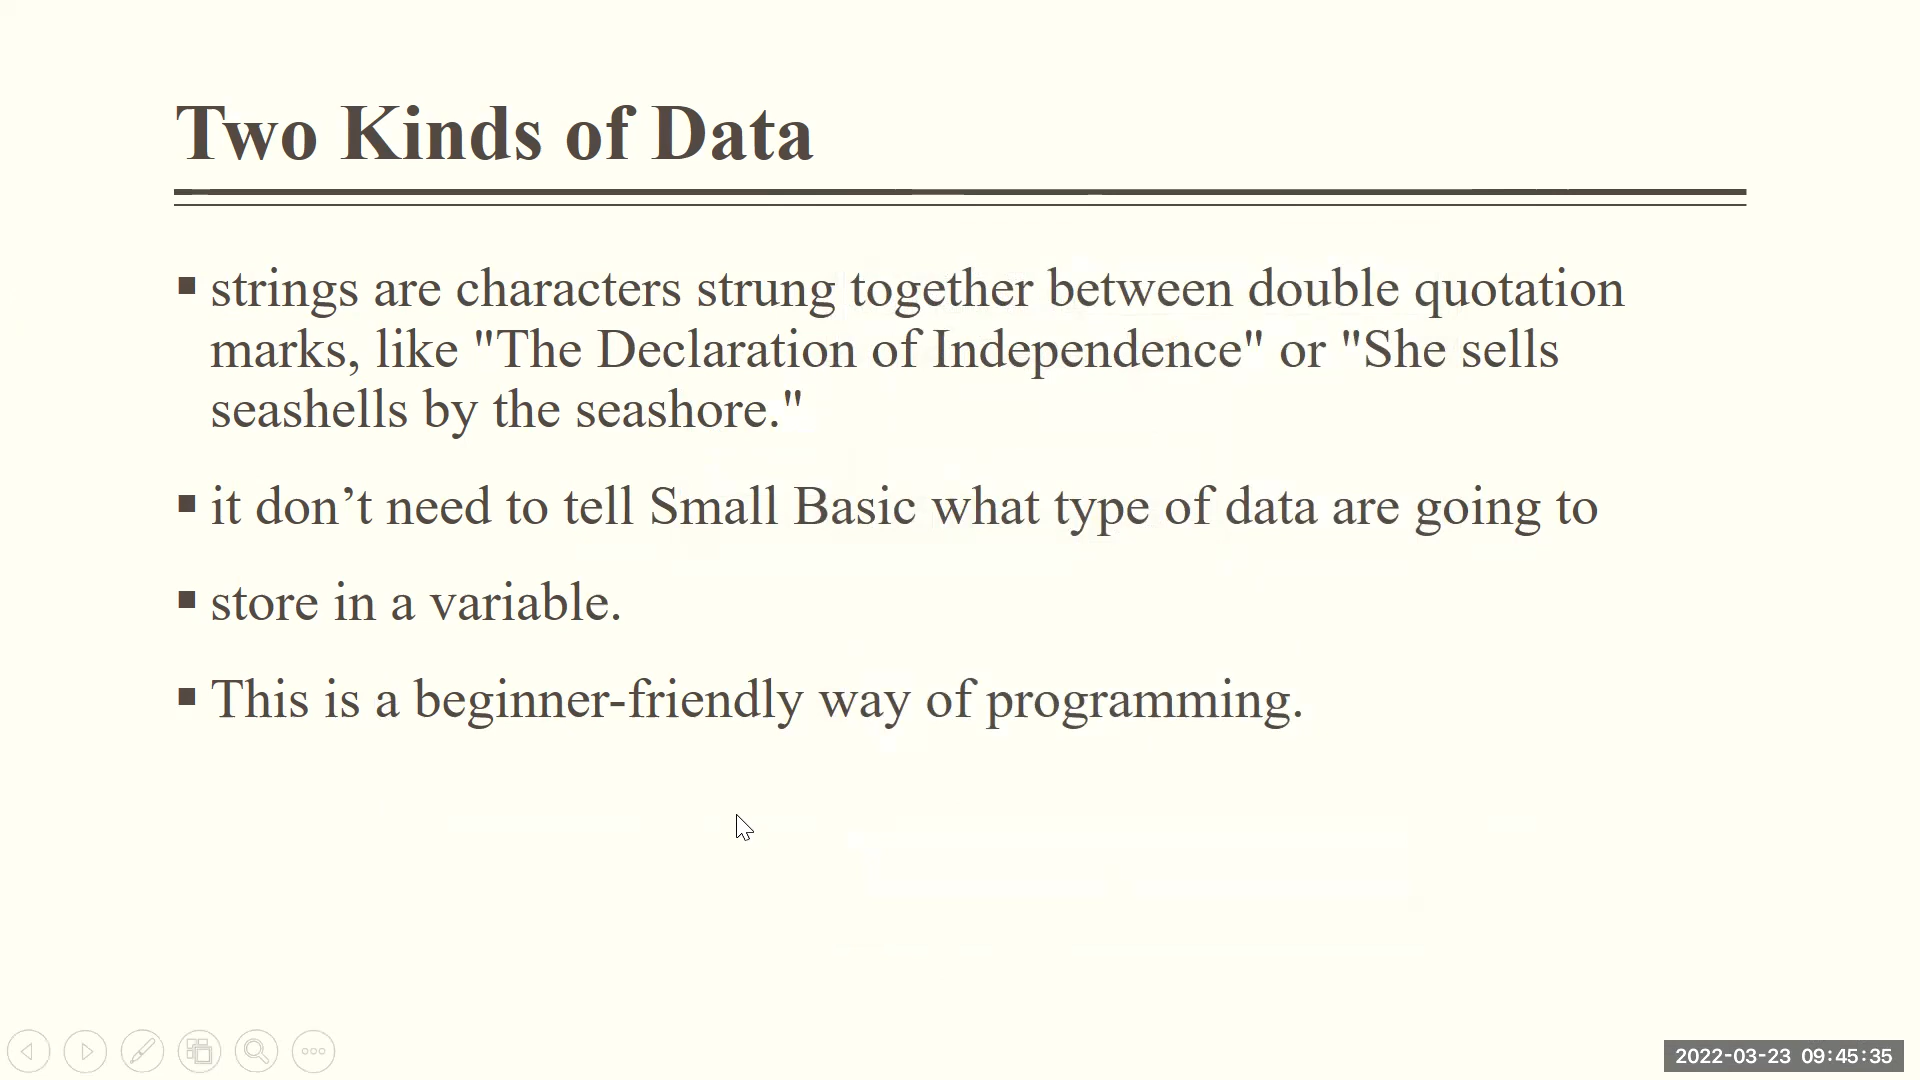 Two Kinds of Data
▪ strings are characters strung together between double quotation
marks, like "The Declaration of Independence" or "She sells
seashells by the seashore."
▪ it don’t need to tell Small Basic what type of data are going to
▪ store in a variable.
▪ This is a beginner-friendly way of programming.
2022-03-23 09:45:35